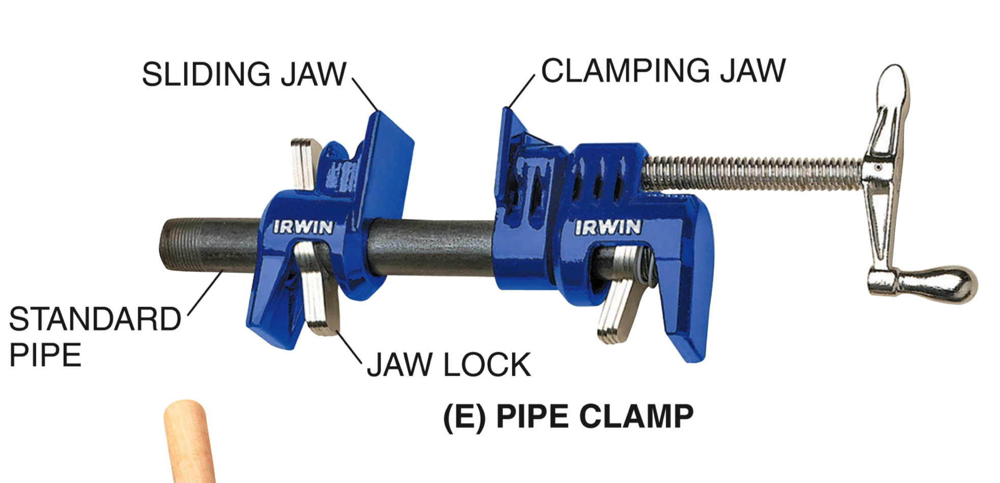 SLIDING JAW
CLAMPING JAW
IRWIN
IRWIN
STANDARD
PIPE
JAW LOCK
(E) PIPE CLAMP